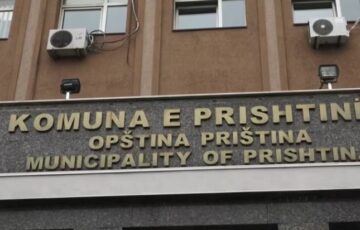 KOMUNA E PRISHTIN
OPŠTINA PRIŠTINA
MUNICIPALITY OF PRISHTIN